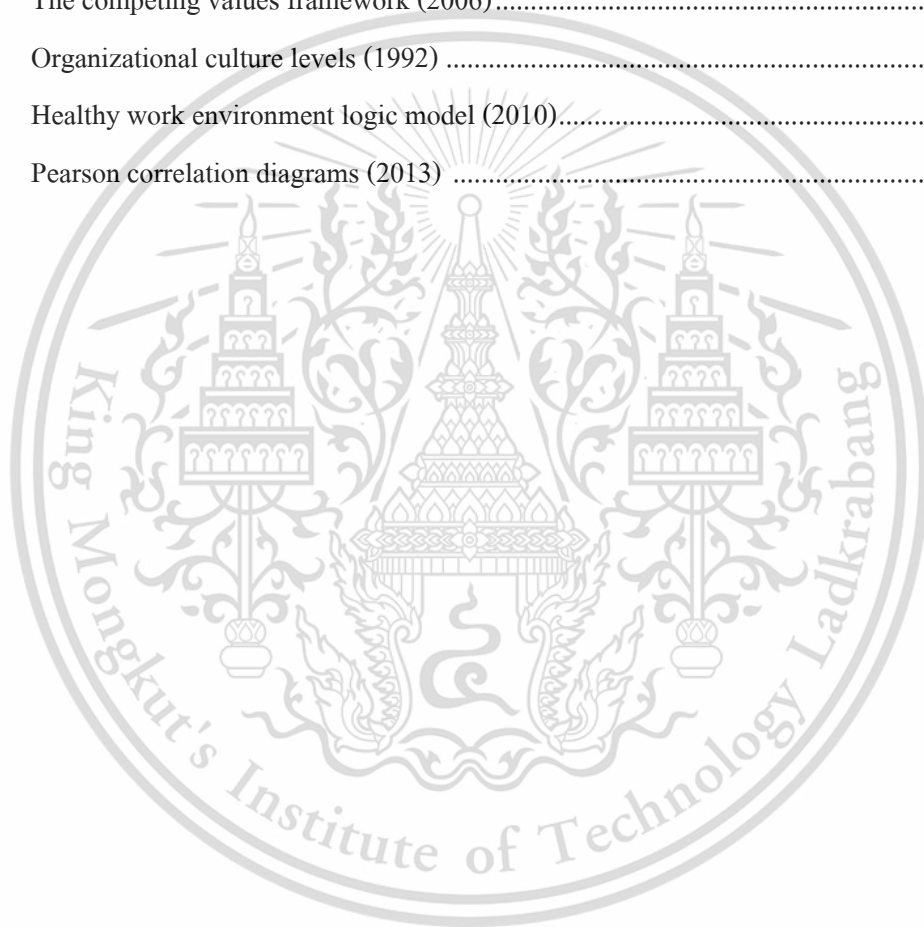 The competing values framework (2006)....................................................................................
Organizational culture levels (1992) ............................................................................................
Healthy work environment logic model (2010)..........................................................................
Pearson correlation diagrams (2013) ..........................................................................................
King Mongkut's Institute of Technology Ladkrabang